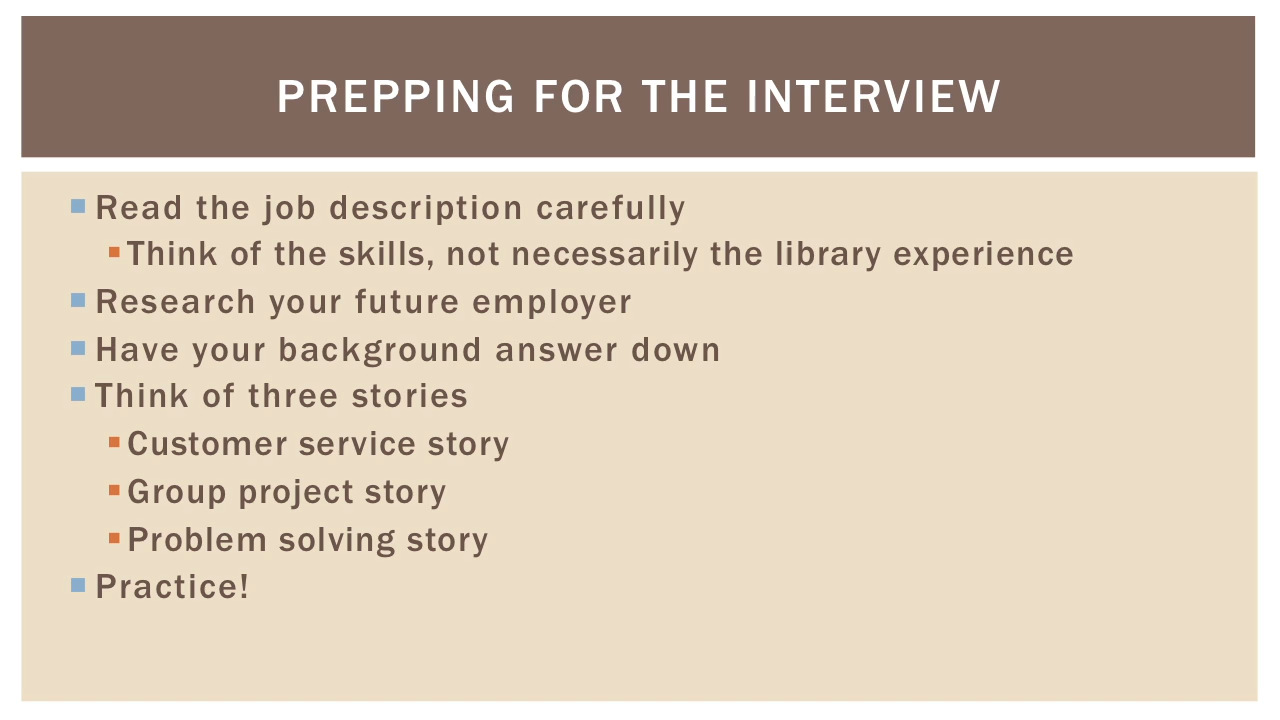 PREPPING FOR THE INTERVIEW
Read the job description carefully
Think of the skills, not necessarily the library experience
Research your future employer
Have your background answer down
Think of three stories
Customer service story
Group project story
Problem solving story
Practice!